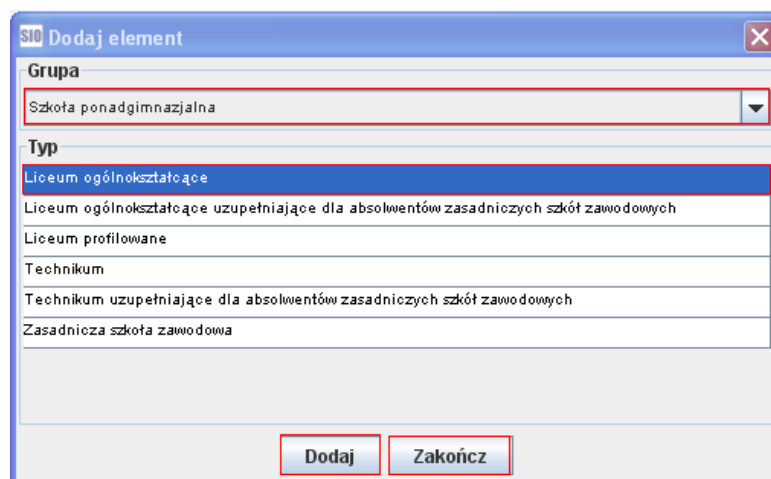 SIO Dodaj element
Grupa
Szkoła ponadgimnazjalna
Typ
Liceum ogólnokształcące
Liceum ogólnokształcące uzupełniające dla absolwentów zasadniczych szkół zawodowych
Liceum profilowane
Technikum
Technikum uzupełniające dla absolwentów zasadniczych szkół zawodowych
Zasadnicza szkoła zawodowa
Dodaj Zakończ